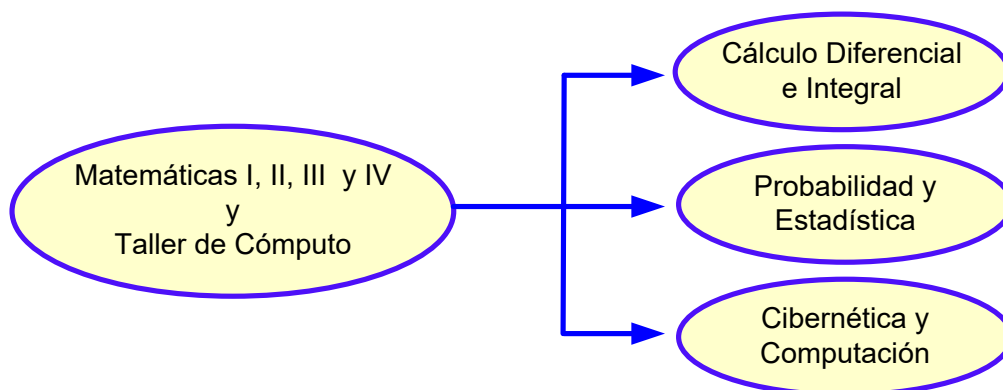 Matemáticas I, II, III y IV
y
Taller de Cómputo
Cálculo Diferencial
e Integral
Probabilidad y
Estadística
Cibernética y
Computación